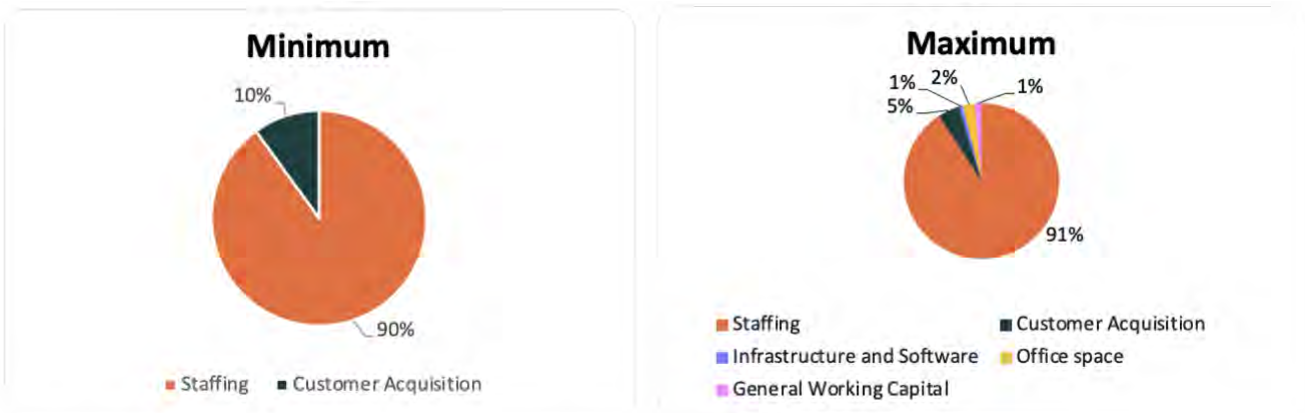 Minimum
10%
90%
Staffing
Customer Acquisition
Maximum
1%
2%
1%
5%
91%
Staffing
Customer Acquisition
Infrastructure and Software
Office space
General Working Capital